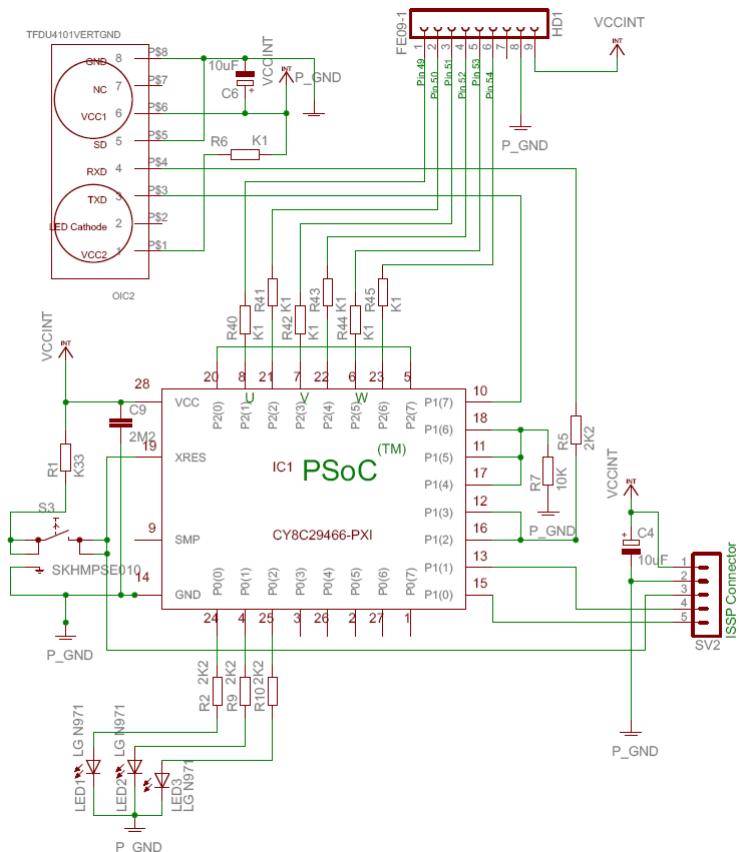 TFDU4101VERTGND
GND 8 P$8
NC 7 P$7
VCC1 6 P$6
SD 5 P$5
RXD 4 P$4
TXD 3 P$3
LED Cathode 2 P$2
VCC2 1 P$1
OIC2
10uF
C6
+
VCCINT
INT
P_GND
R6 K1
FE09-1
HD1
1 2 3 4 5 6 7 8 9
Pin 49
Pin 50
Pin 51
Pin 52
Pin 53
Pin 54
VCCINT
INT
P_GND
R40 K1
R41 K1
R42 K1
R43 K1
R44 K1
R45 K1
VCCINT
INT
20 8 21 7 22 6 23 5
U V W
P2(0) P2(1) P2(2) P2(3) P2(4) P2(5) P2(6) P2(7)
28 VCC
C9
2M2
19 XRES
R1
K33
S3
SKHMPSE010
9 SMP
14 GND
P_GND
IC1 PSoC (TM)
CY8C29466-PXI
P1(7) 10
P1(6) 18
P1(5) 11
P1(4) 17
P1(3) 12
P1(2) 16
P1(1) 13
P1(0) 15
R5
2K2
R7
10K
P_GND
VCCINT
INT
+
C4
10uF
P_GND
1
2
3
4
5
SV2
ISSP Connector
P0(0) P0(1) P0(2) P0(3) P0(4) P0(5) P0(6) P0(7)
24 4 25 3 26 2 27 1
R2 2K2
R9 2K2
R10 2K2
LED1 LG N971
LED2 LG N971
LED3
LG N971
P_GND